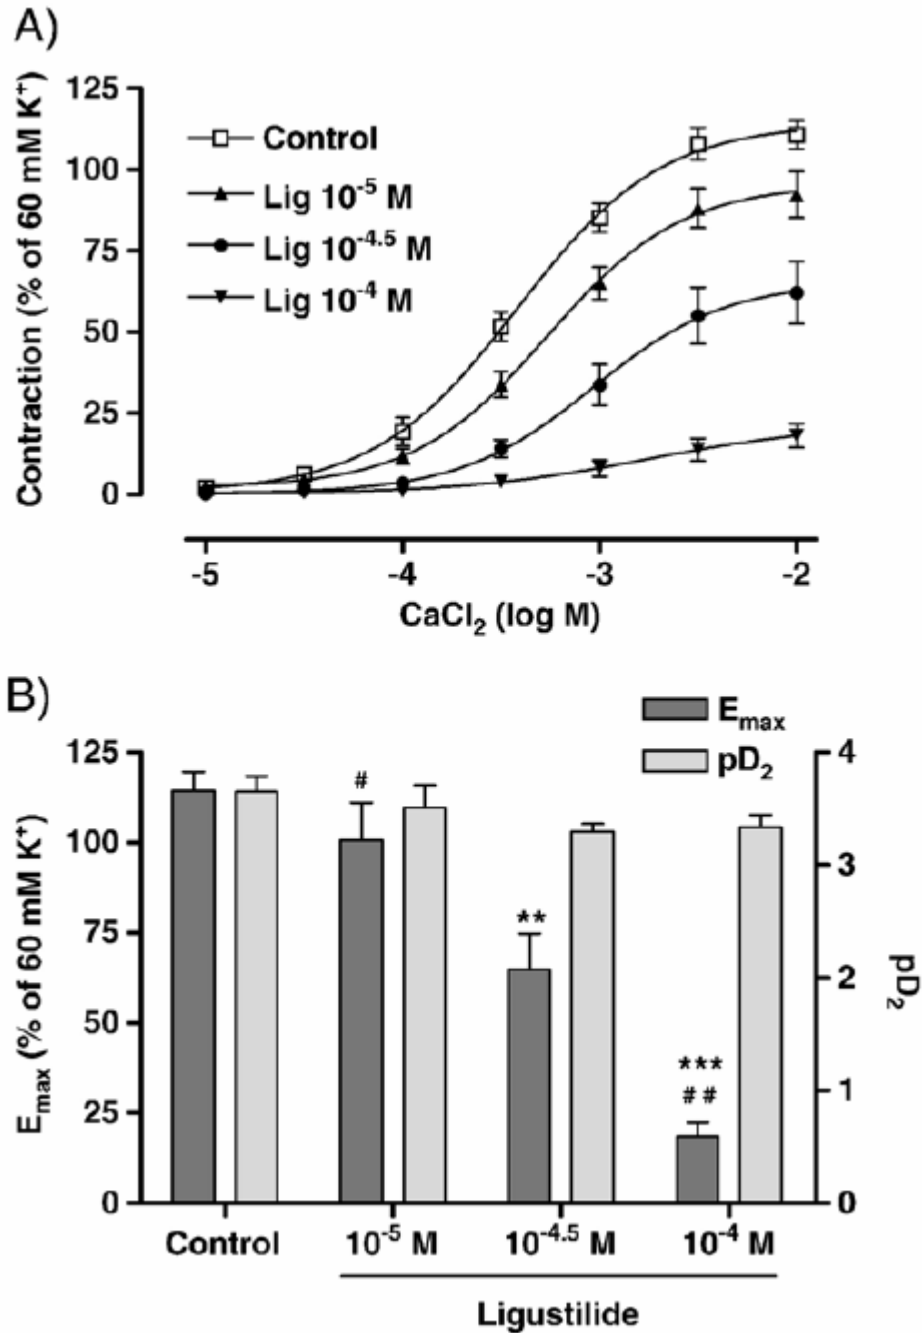 A)
Contraction (% of 60 mM K⁺)
125
100
75
50
25
0
Control
Lig 10⁻⁵ M
Lig 10⁻⁴·⁵ M
Lig 10⁻⁴ M
-5 -4 -3 -2
CaCl₂ (log M)
B)
Eₘₐₓ
pD₂
Eₘₐₓ (% of 60 mM K⁺)
125
100
75
50
25
0
#
**
***
# #
4
3
2
1
0
pD₂
Control 10⁻⁵ M 10⁻⁴·⁵ M 10⁻⁴ M
Ligustilide